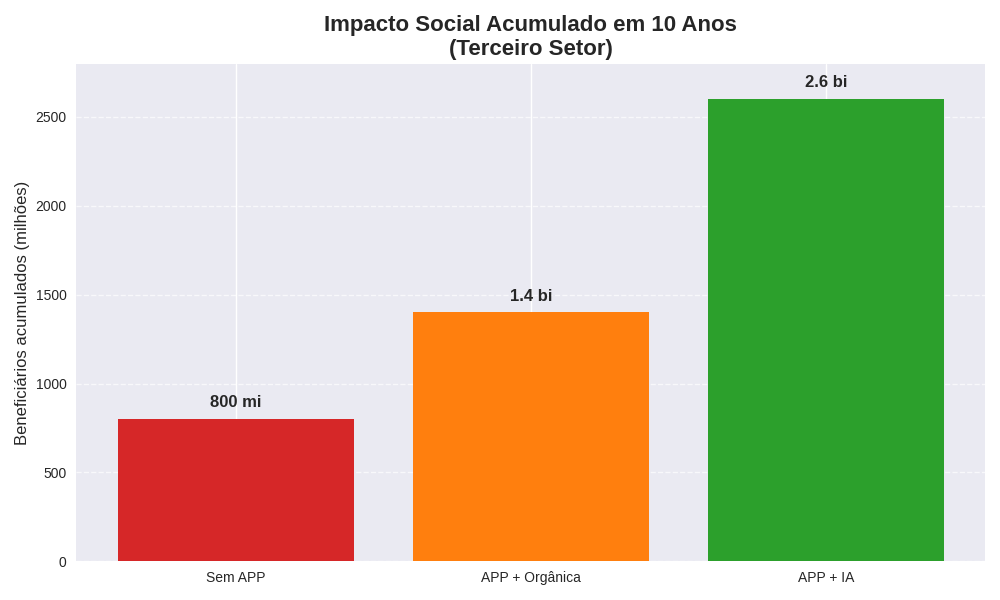 Impacto Social Acumulado em 10 Anos
(Terceiro Setor)
Beneficiários acumulados (milhões)
2500
2000
1500
1000
500
0
800 mi
1.4 bi
2.6 bi
Sem APP
APP + Orgânica
APP + IA